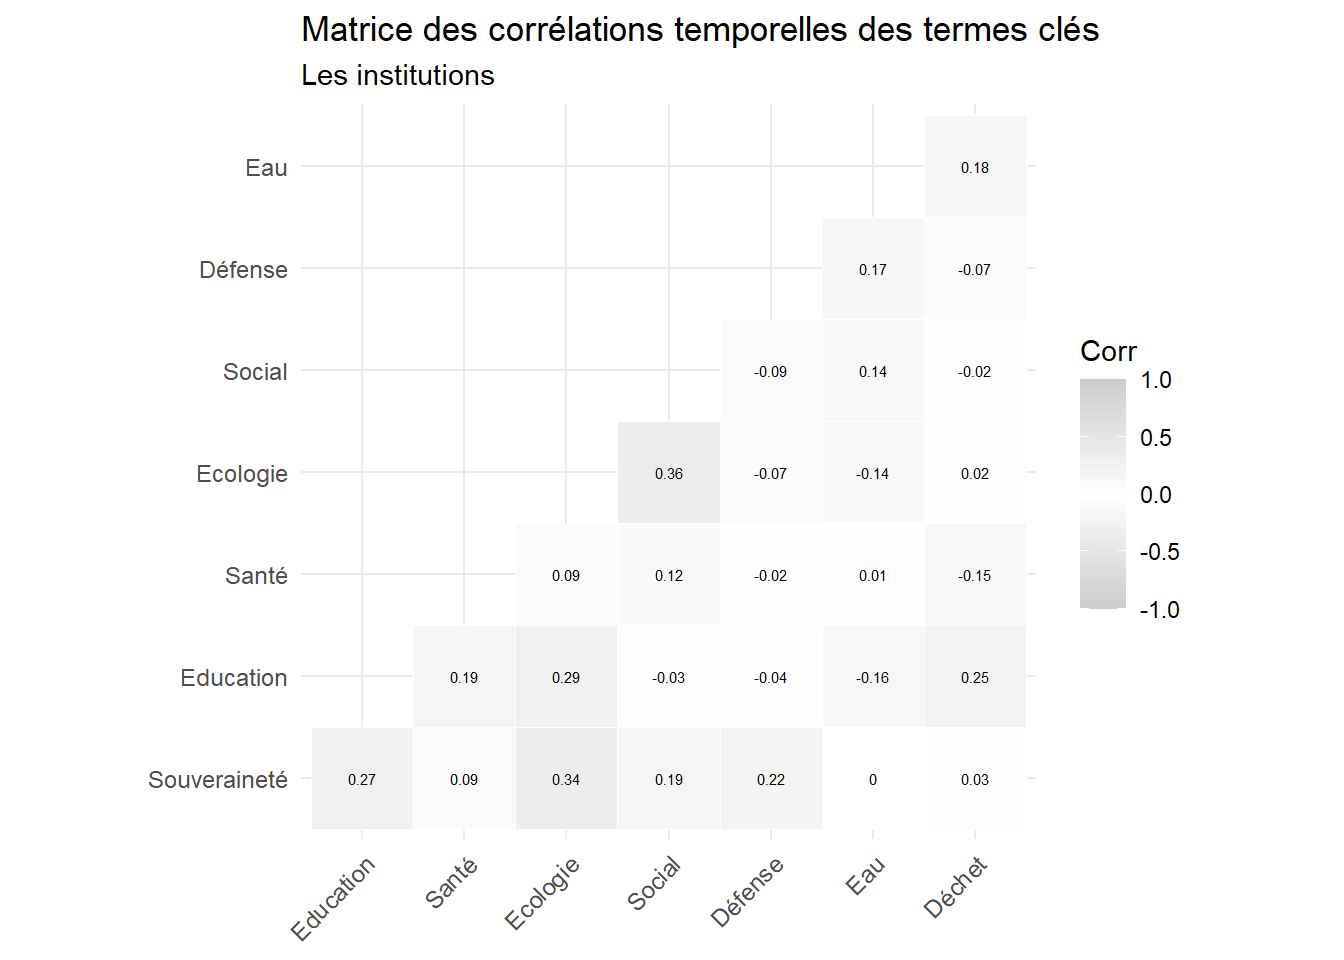 Matrice des corrélations temporelles des termes clés
Les institutions
Eau 0.18
Défense 0.17 -0.07
Social -0.09 0.14 -0.02
Ecologie 0.36 -0.07 -0.14 0.02
Santé 0.09 0.12 -0.02 0.01 -0.15
Education 0.19 0.29 -0.03 -0.04 -0.16 0.25
Souveraineté 0.27 0.09 0.34 0.19 0.22 0 0.03
Education Santé Ecologie Social Défense Eau Déchet
Corr
1.0
0.5
0.0
-0.5
-1.0